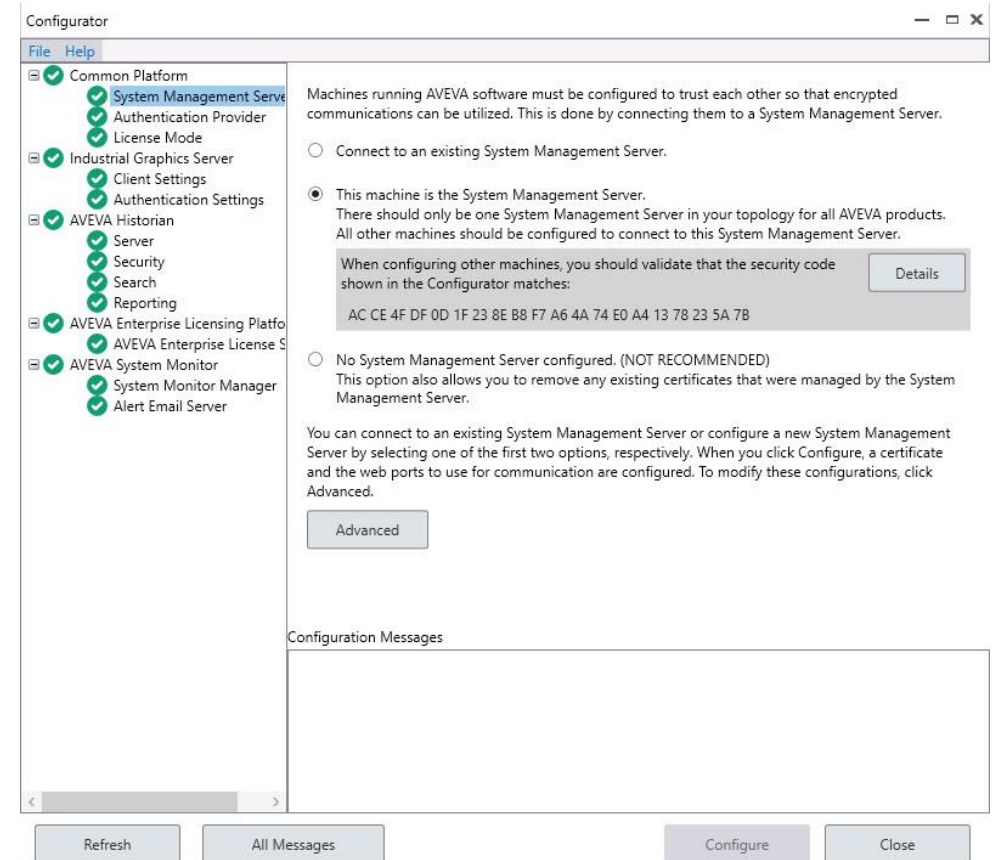 Configurator
File Help
Common Platform
System Management Serve
Authentication Provider
License Mode
Industrial Graphics Server
Client Settings
Authentication Settings
AVEVA Historian
Server
Security
Search
Reporting
AVEVA Enterprise Licensing Platfo
AVEVA Enterprise License S
AVEVA System Monitor
System Monitor Manager
Alert Email Server
Machines running AVEVA software must be configured to trust each other so that encrypted
communications can be utilized. This is done by connecting them to a System Management Server.
Connect to an existing System Management Server.
This machine is the System Management Server.
There should only be one System Management Server in your topology for all AVEVA products.
All other machines should be configured to connect to this System Management Server.
When configuring other machines, you should validate that the security code
shown in the Configurator matches:
Details
AC CE 4F DF 0D 1F 23 8E B8 F7 A6 4A 74 E0 A4 13 78 23 5A 7B
No System Management Server configured. (NOT RECOMMENDED)
This option also allows you to remove any existing certificates that were managed by the System
Management Server.
You can connect to an existing System Management Server or configure a new System Management
Server by selecting one of the first two options, respectively. When you click Configure, a certificate
and the web ports to use for communication are configured. To modify these configurations, click
Advanced.
Advanced
Configuration Messages
Refresh
All Messages
Configure
Close